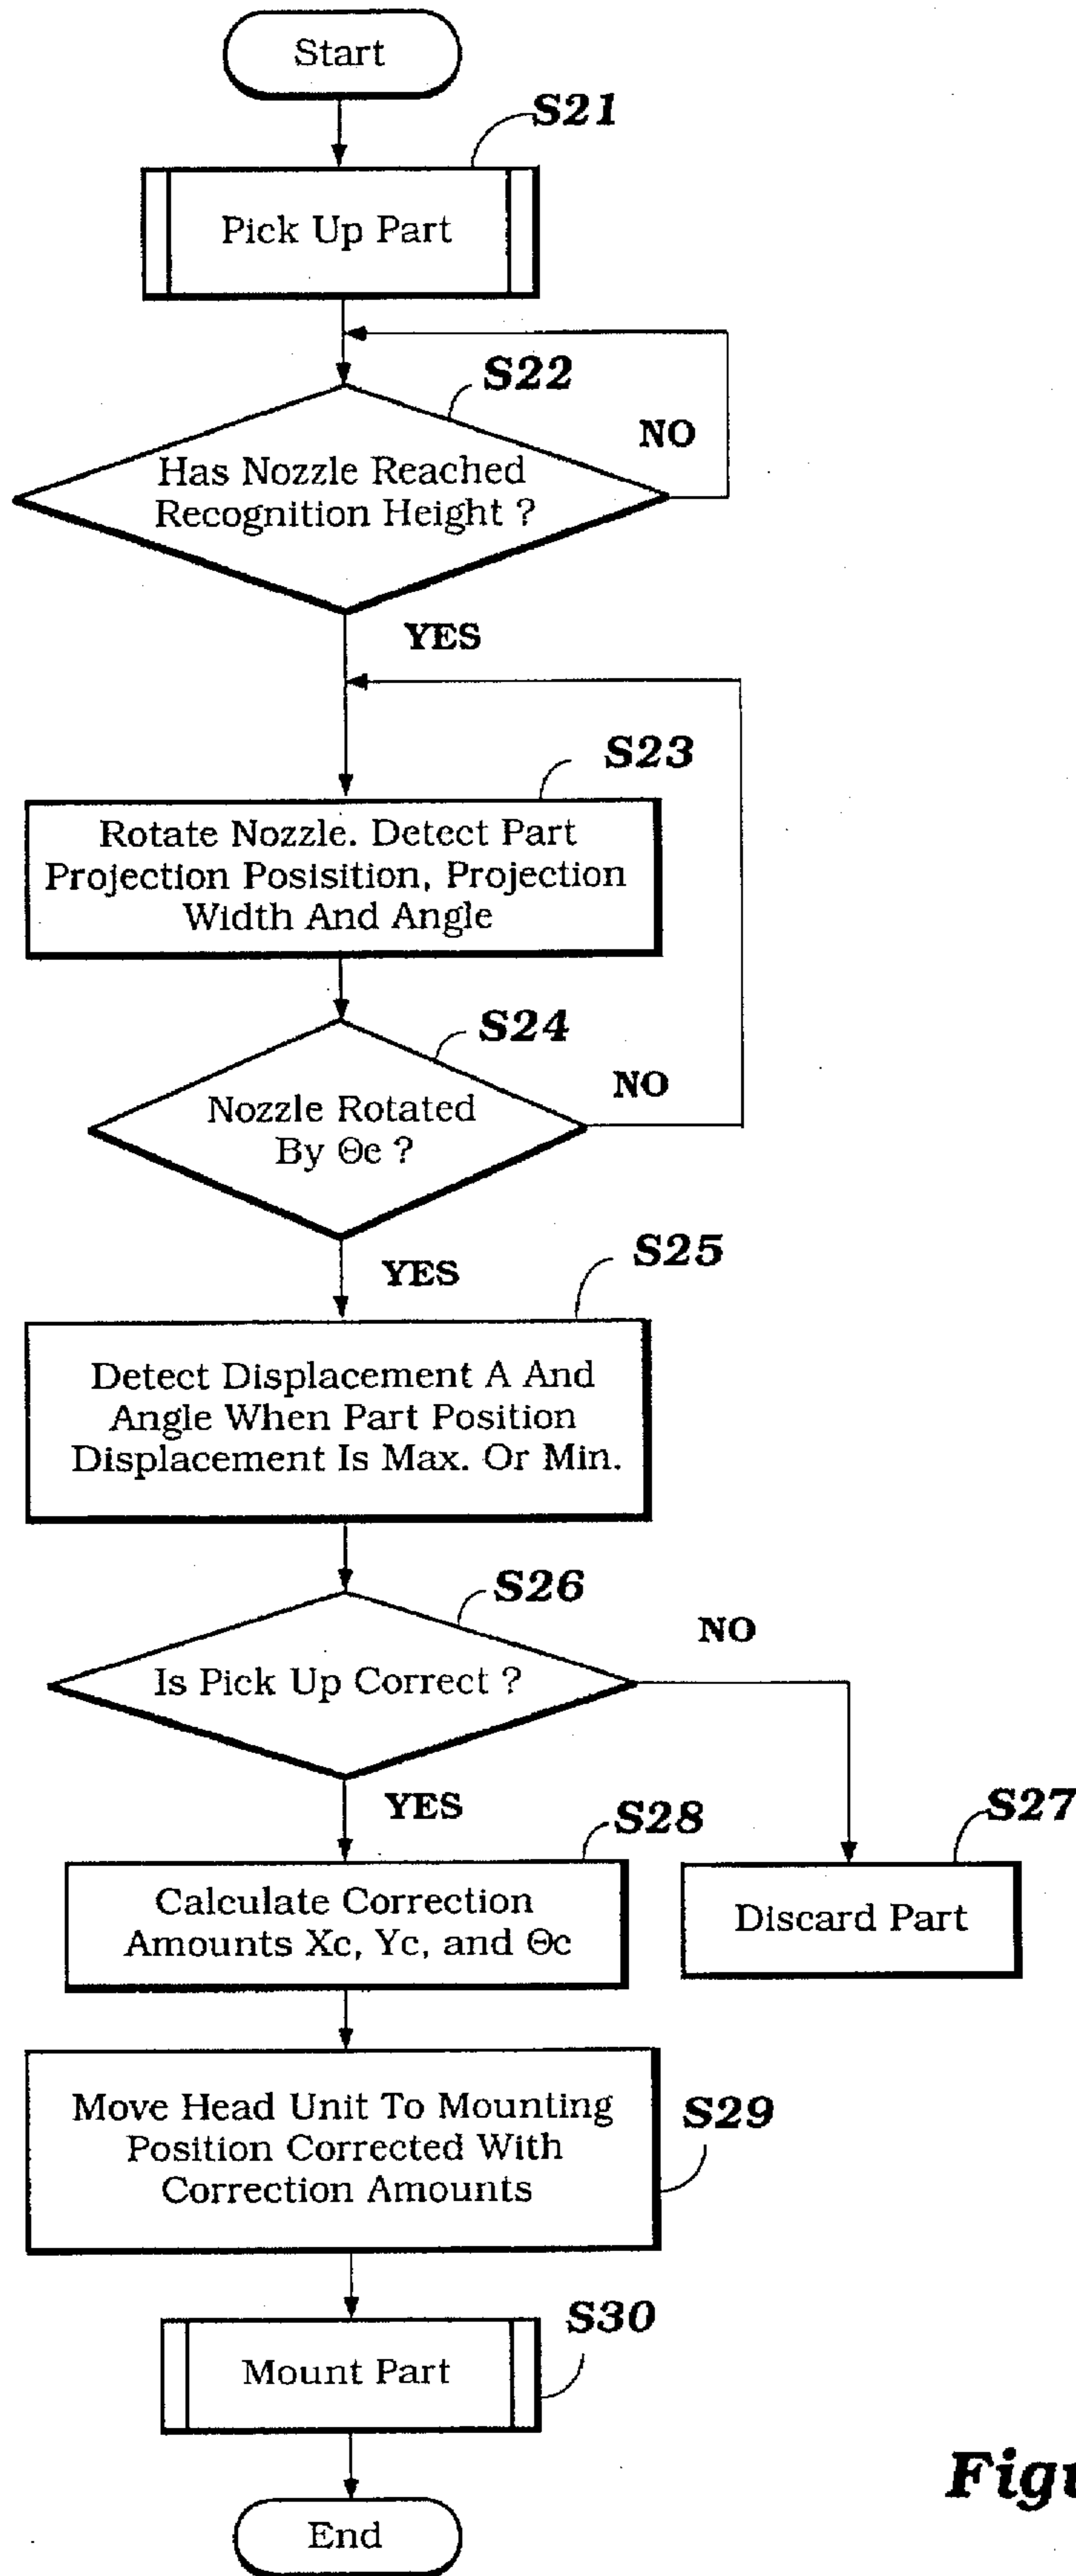 Start
S21
Pick Up Part
S22
NO
Has Nozzle Reached
Recognition Height ?
YES
S23
Rotate Nozzle. Detect Part
Projection Posisition, Projection
Width And Angle
S24
NO
Nozzle Rotated
By Θe ?
YES
S25
Detect Displacement A And
Angle When Part Position
Displacement Is Max. Or Min.
S26
NO
Is Pick Up Correct ?
YES
S28
S27
Calculate Correction
Amounts Xc, Yc, and Θc
Discard Part
Move Head Unit To Mounting
Position Corrected With
Correction Amounts
S29
S30
Mount Part
End